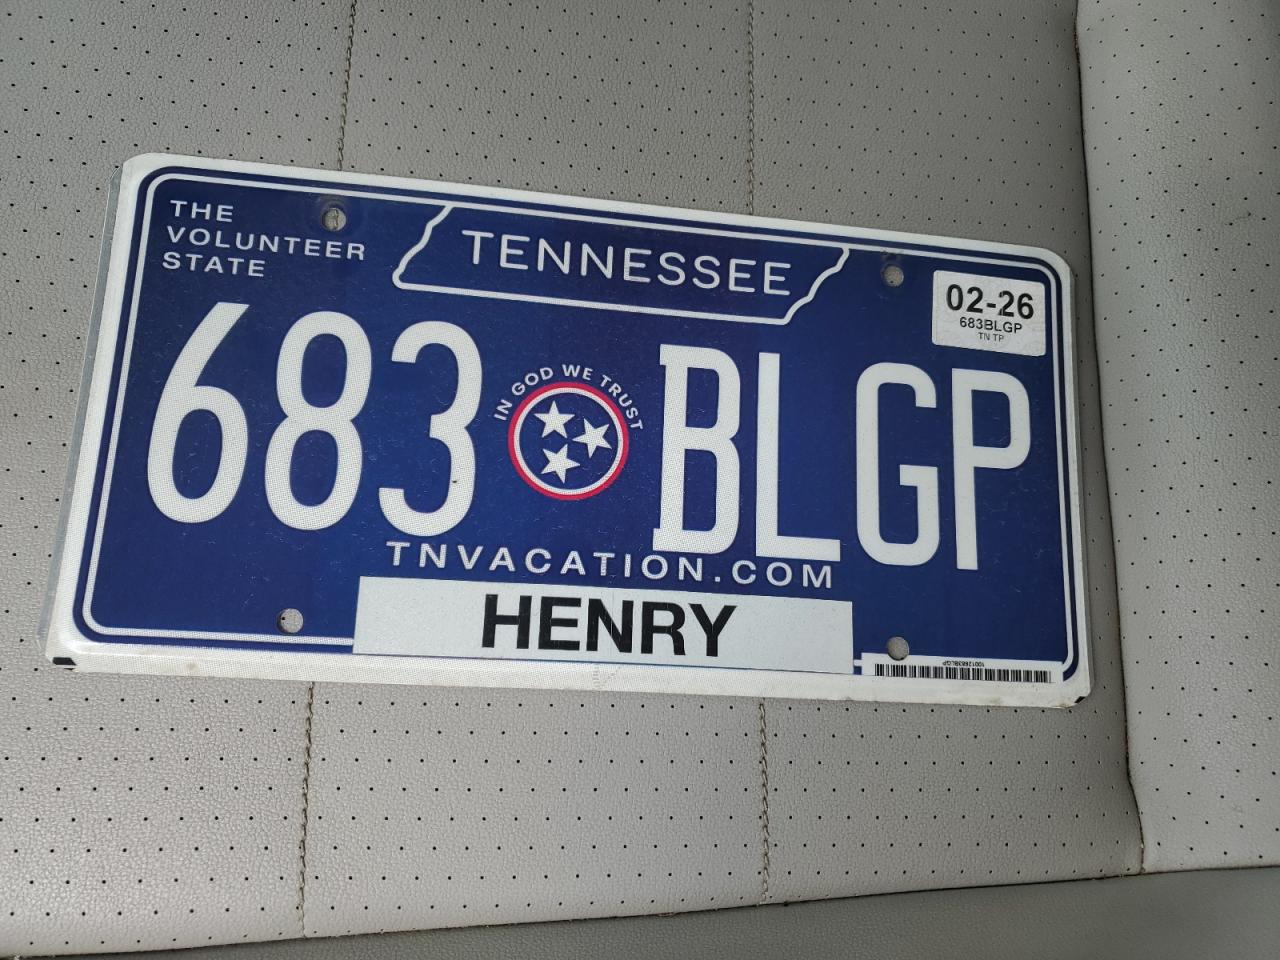 THE
VOLUNTEER
STATE
TENNESSEE
02-26
683BLGP
TN TP
683 BLGP
IN GOD WE TRUST
TNVACATION.COM
HENRY